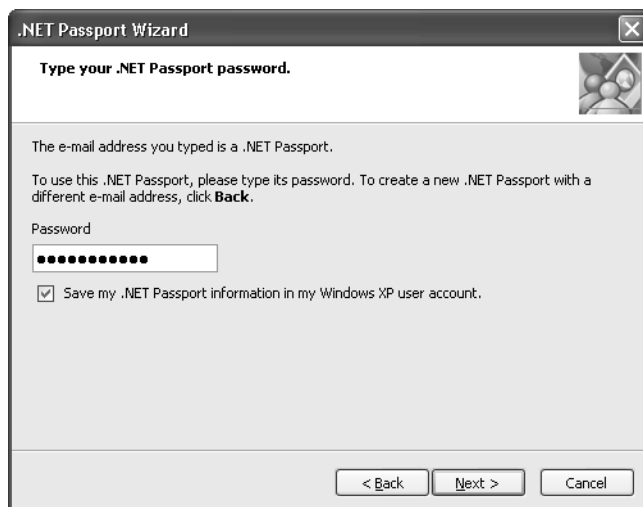 .NET Passport Wizard
Type your .NET Passport password.
The e-mail address you typed is a .NET Passport.
To use this .NET Passport, please type its password. To create a new .NET Passport with a
different e-mail address, click Back.
Password
●●●●●●●●●●●
Save my .NET Passport information in my Windows XP user account.
< Back Next > Cancel